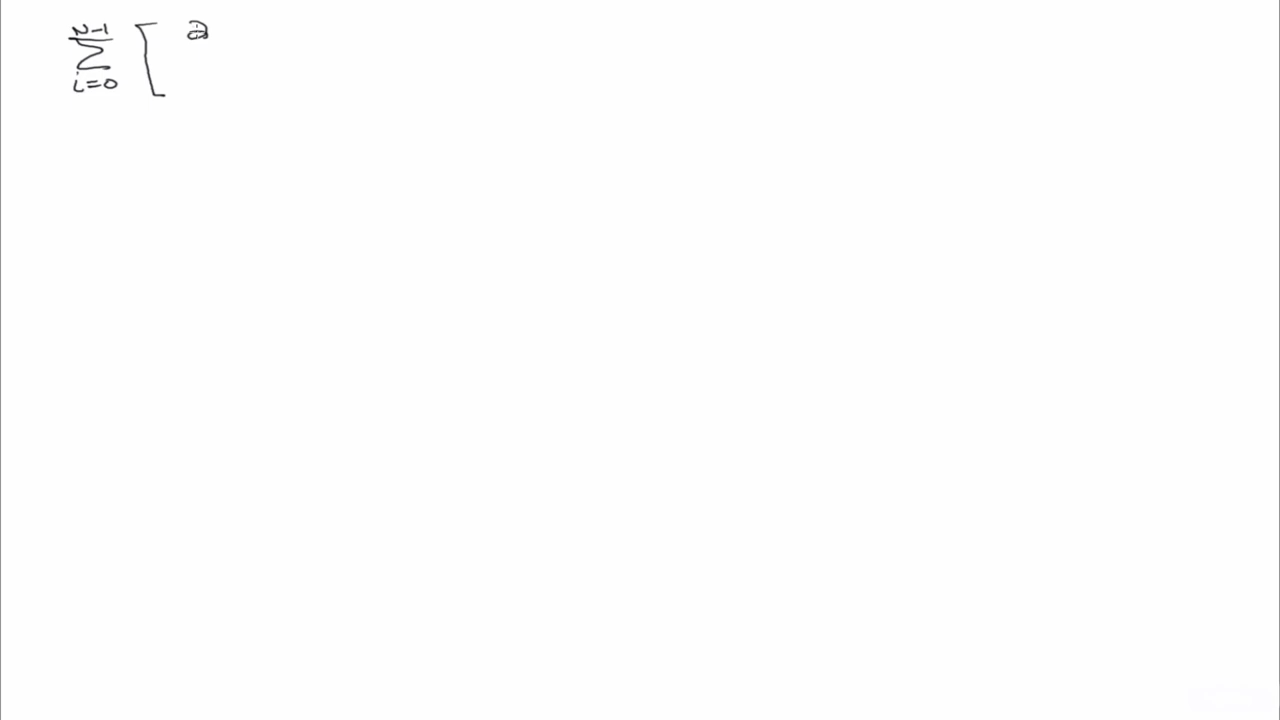 N-1
∑ [ a
i=0